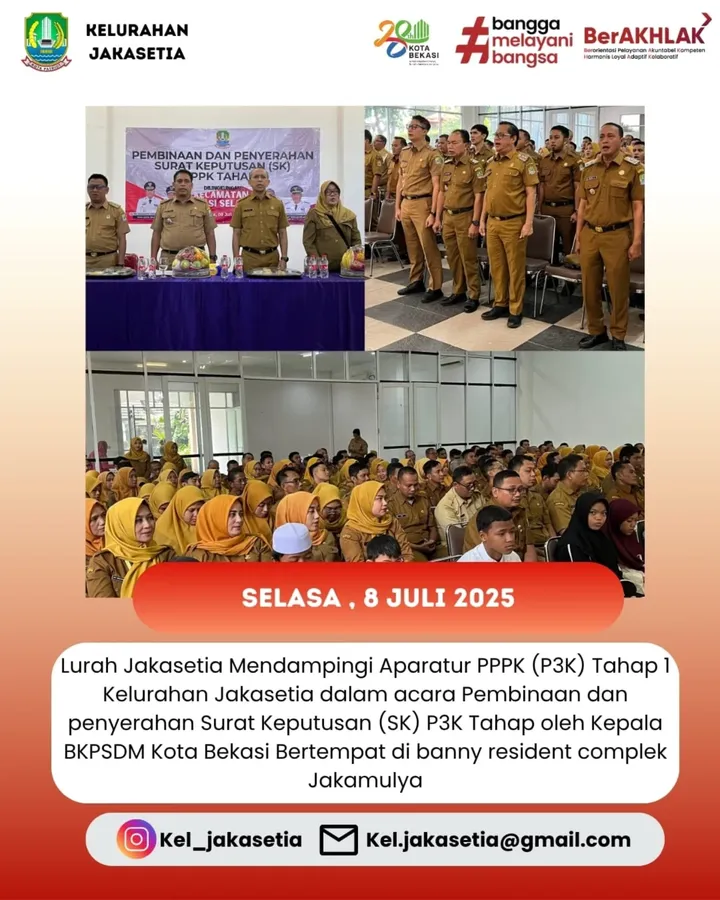 KELURAHAN
JAKASETIA
KOTA
BEKASI
#bangga
melayani
bangsa
BerAKHLAK
Berorientasi Pelayanan Akuntabel Kompeten
Harmonis Loyal Adaptif Kolaboratif
PEMBINAAN DAN PENYERAHAN
SURAT KEPUTUSAN (SK)
PPPK TAHAP
SELASA , 8 JULI 2025
Lurah Jakasetia Mendampingi Aparatur PPPK (P3K) Tahap 1
Kelurahan Jakasetia dalam acara Pembinaan dan
penyerahan Surat Keputusan (SK) P3K Tahap oleh Kepala
BKPSDM Kota Bekasi Bertempat di banny resident complek
Jakamulya
Kel_jakasetia
Kel.jakasetia@gmail.com